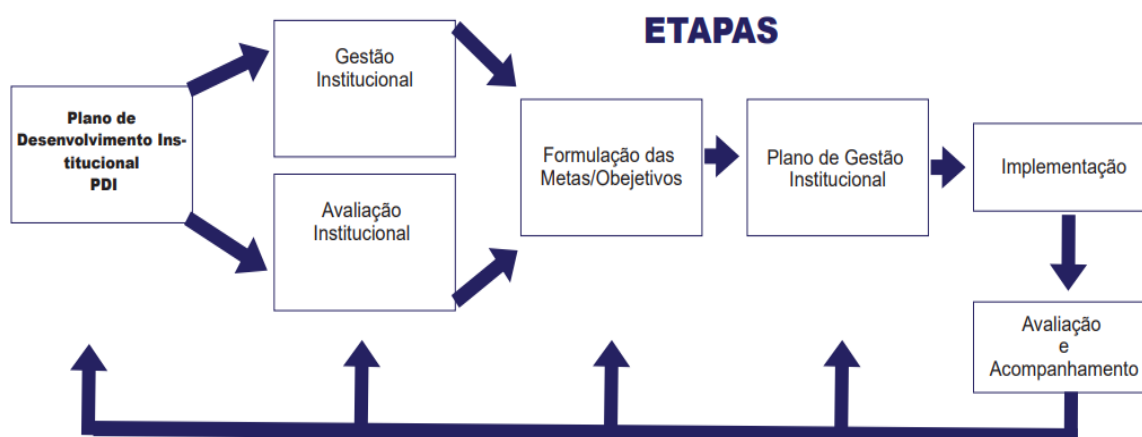 ETAPAS
Plano de
Desenvolvimento Ins-
titucional
PDI
Gestão
Institucional
Avaliação
Institucional
Formulação das
Metas/Obejetivos
Plano de Gestão
Institucional
Implementação
Avaliação
e
Acompanhamento